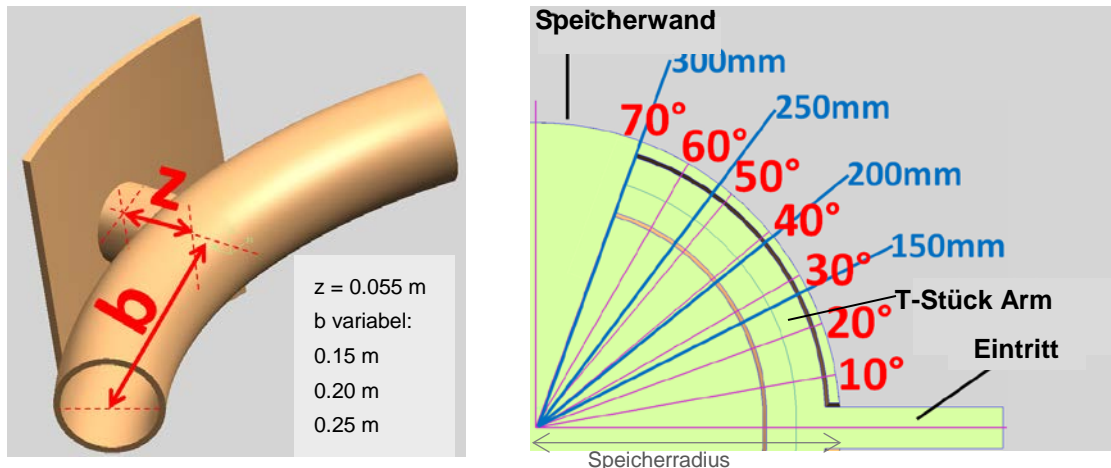 z
b
z = 0.055 m
b variabel:
0.15 m
0.20 m
0.25 m
Speicherwand
300mm
70°
250mm
60°
50°
200mm
40°
150mm
30°
T-Stück Arm
20°
Eintritt
10°
Speicherradius